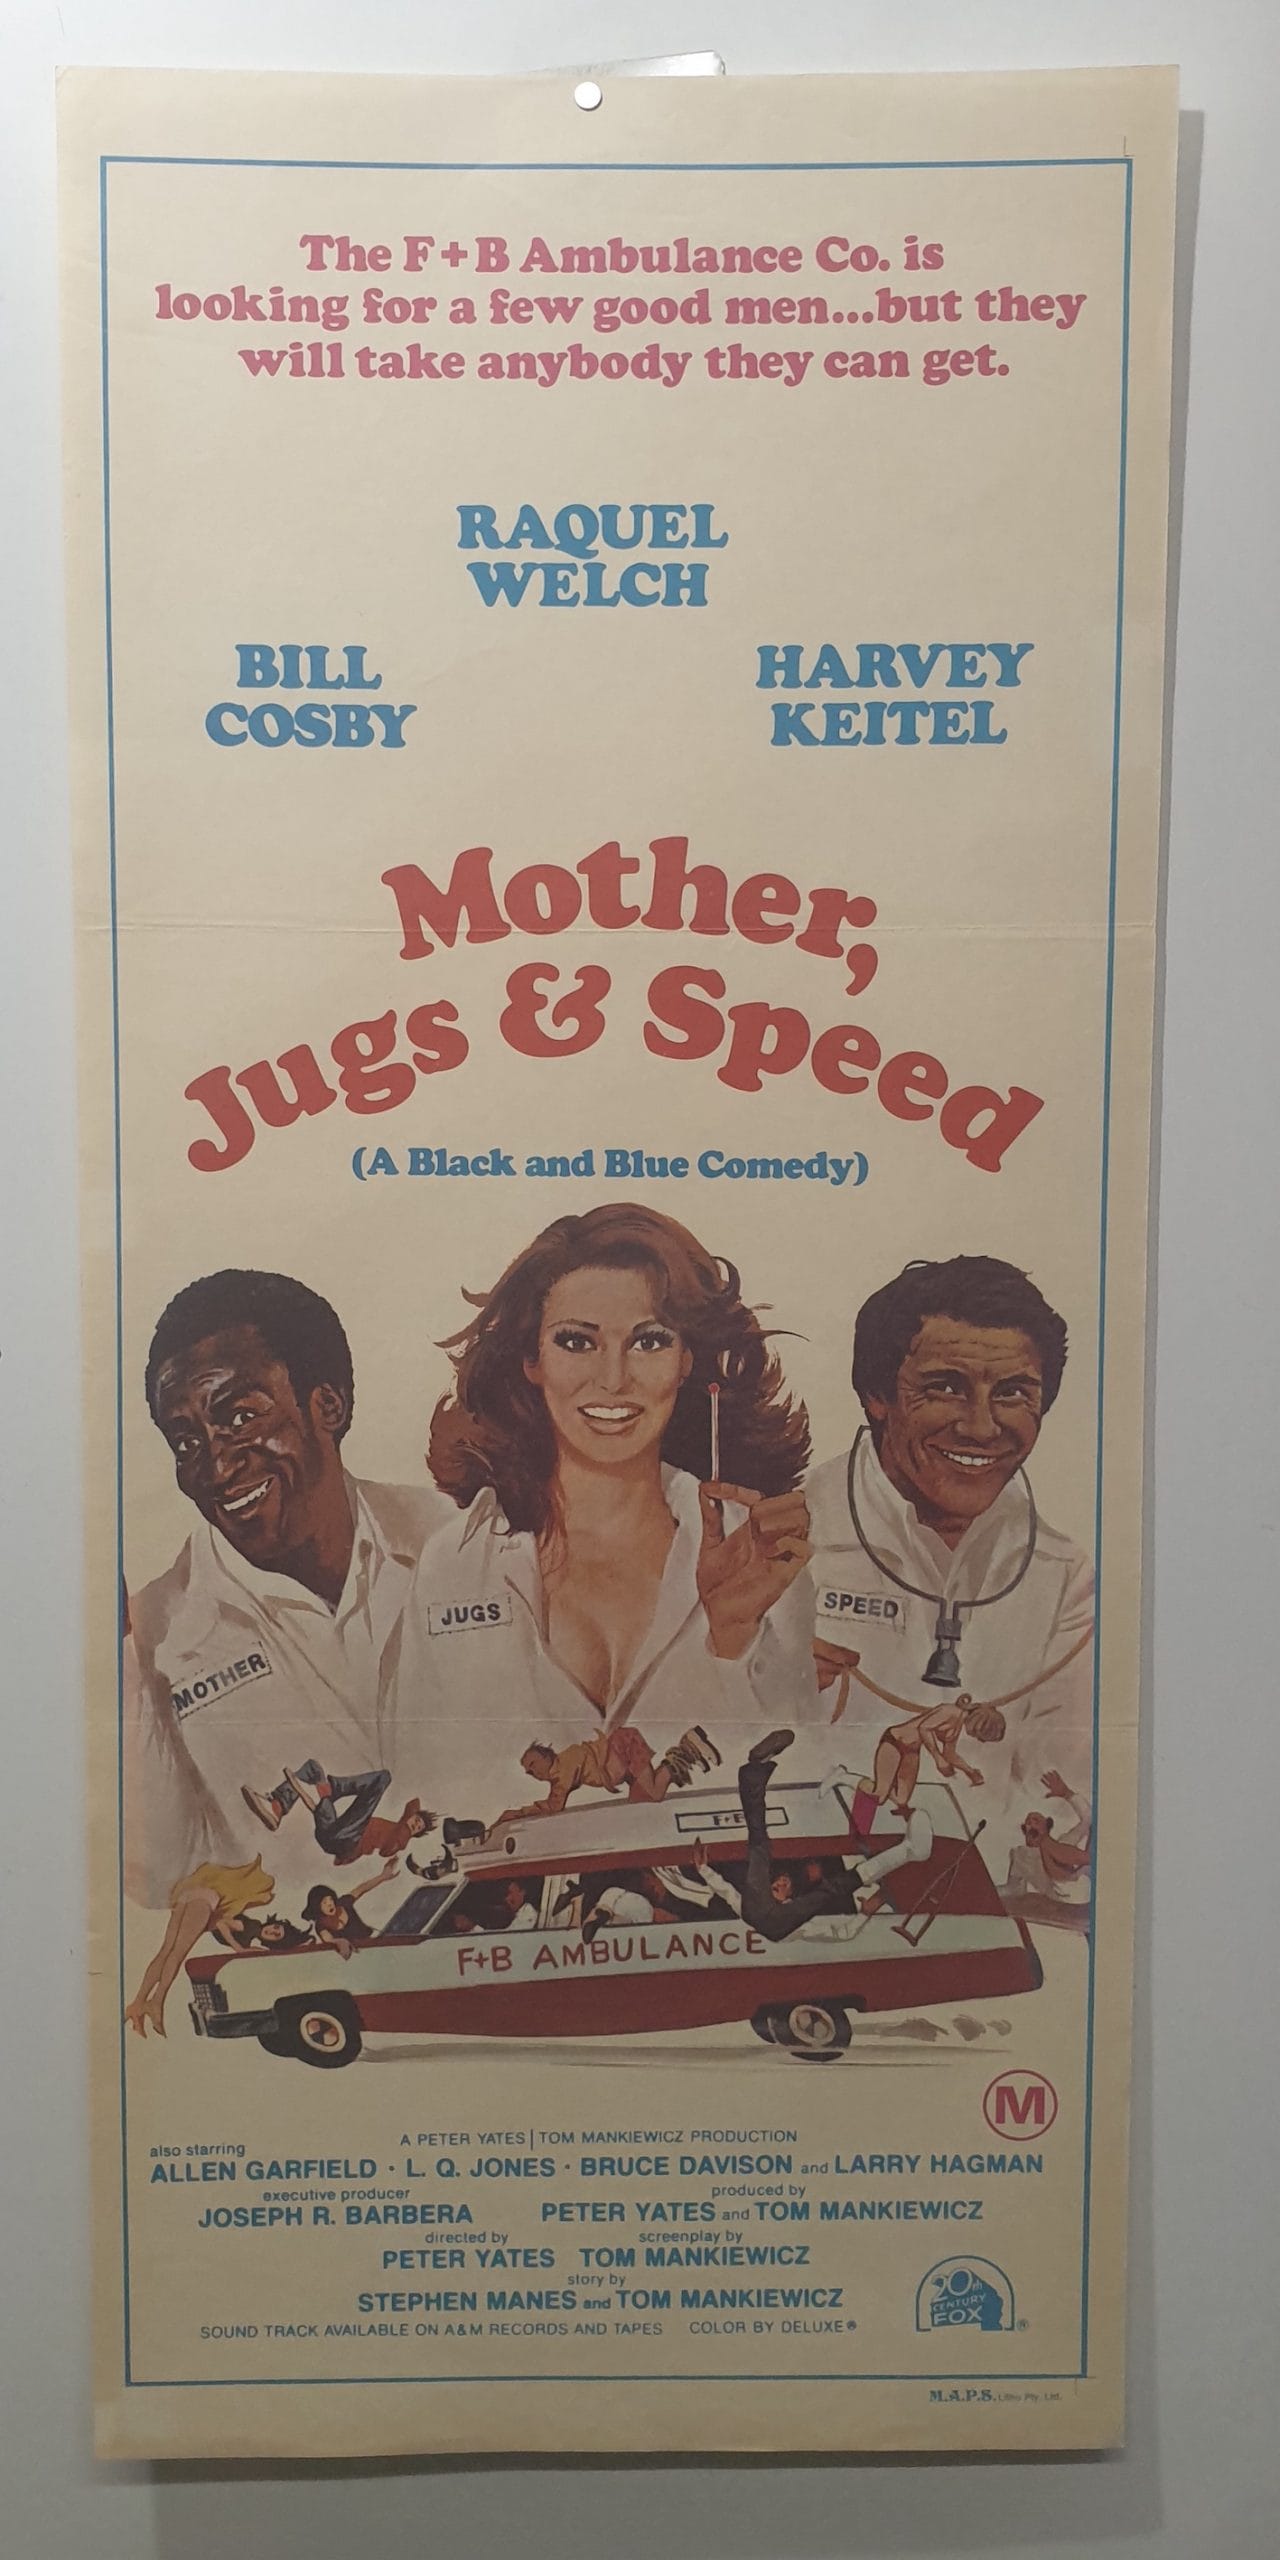 The F+B Ambulance Co. is
looking for a few good men...but they
will take anybody they can get.
RAQUEL
WELCH
BILL
COSBY
HARVEY
KEITEL
Mother,
Jugs & Speed
(A Black and Blue Comedy)
MOTHER
JUGS
SPEED
F+B AMBULANCE
M
A PETER YATES | TOM MANKIEWICZ PRODUCTION
also starring
ALLEN GARFIELD · L. Q. JONES · BRUCE DAVISON and LARRY HAGMAN
executive producer
JOSEPH R. BARBERA
produced by
PETER YATES and TOM MANKIEWICZ
directed by
PETER YATES
screenplay by
TOM MANKIEWICZ
story by
STEPHEN MANES and TOM MANKIEWICZ
SOUND TRACK AVAILABLE ON A&M RECORDS AND TAPES COLOR BY DELUXE®
20th
CENTURY
FOX
®
M.A.P.S. Litho Pty. Ltd.